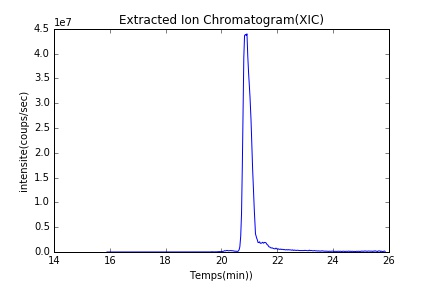 Extracted Ion Chromatogram(XIC)
1e7
4.5
4.0
3.5
3.0
2.5
2.0
1.5
1.0
0.5
0.0
intensite(coups/sec)
14 16 18 20 22 24 26
Temps(min))